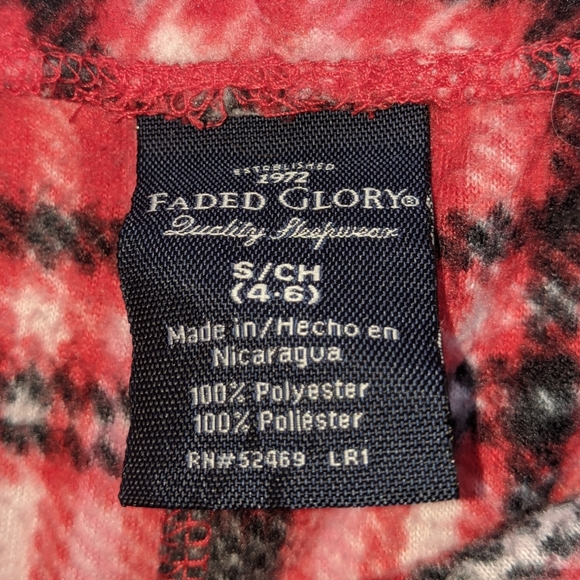 ESTABLISHED
1972
FADED GLORY®
Quality Sleepwear
S/CH
(4-6)
Made in/Hecho en
Nicaragua
100% Polyester
100% Poliéster
RN#52469 LR1